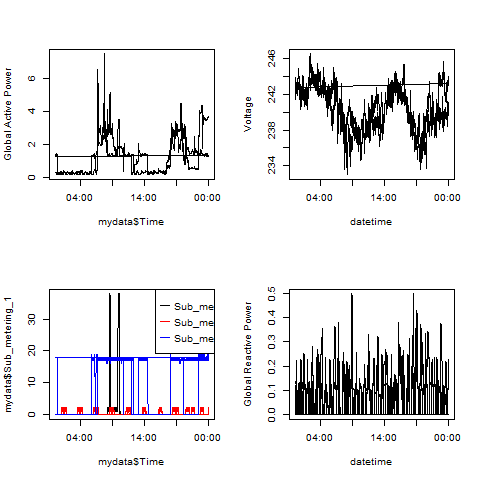 Global Active Power
0 2 4 6
04:00 14:00 00:00
mydata$Time
Voltage
234 238 242 246
04:00 14:00 00:00
datetime
mydata$Sub_metering_1
0 10 20 30
Sub_me
Sub_me
Sub_me
04:00 14:00 00:00
mydata$Time
Global Reactive Power
0.0 0.1 0.2 0.3 0.4 0.5
04:00 14:00 00:00
datetime